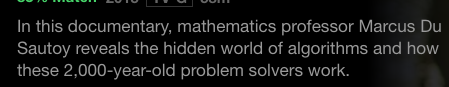 In this documentary, mathematics professor Marcus Du
Sautoy reveals the hidden world of algorithms and how
these 2,000-year-old problem solvers work.